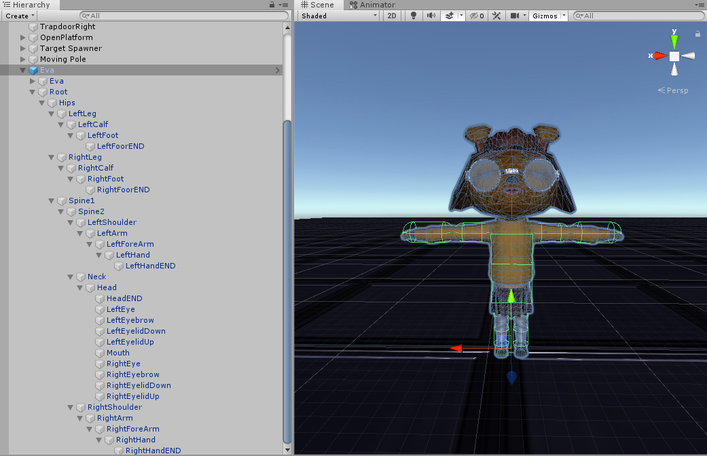 Hierarchy
Create
All
TrapdoorRight
OpenPlatform
Target Spawner
Moving Pole
Eva
Eva
Root
Hips
LeftLeg
LeftCalf
LeftFoot
LeftFoorEND
RightLeg
RightCalf
RightFoot
RightFoorEND
Spine1
Spine2
LeftShoulder
LeftArm
LeftForeArm
LeftHand
LeftHandEND
Neck
Head
HeadEND
LeftEye
LeftEyebrow
LeftEyelidDown
LeftEyelidUp
Mouth
RightEye
RightEyebrow
RightEyelidDown
RightEyelidUp
RightShoulder
RightArm
RightForeArm
RightHand
RightHandEND
Scene Animator
Shaded 2D 0 Gizmos All
y
x
Persp